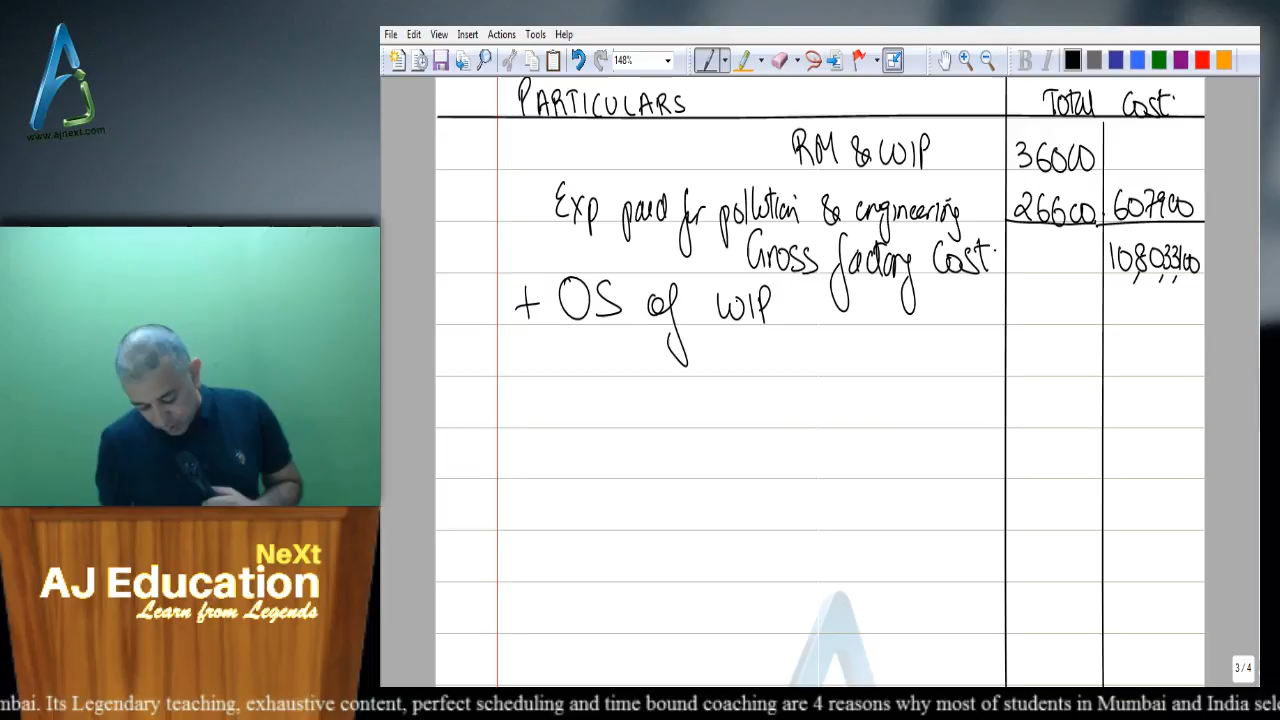 www.ajnext.com
File Edit View Insert Actions Tools Help
148%
B I
PARTICULARS Total Cost
RM & WIP 36000
Exp paid for pollution & engineering 26600 607900
Gross factory Cost 10803300
+ OS of WIP
NeXt
AJ Education
Learn from Legends
3 / 4
mbai. Its Legendary teaching, exhaustive content, perfect scheduling and time bound coaching are 4 reasons why most of students in Mumbai and India sele